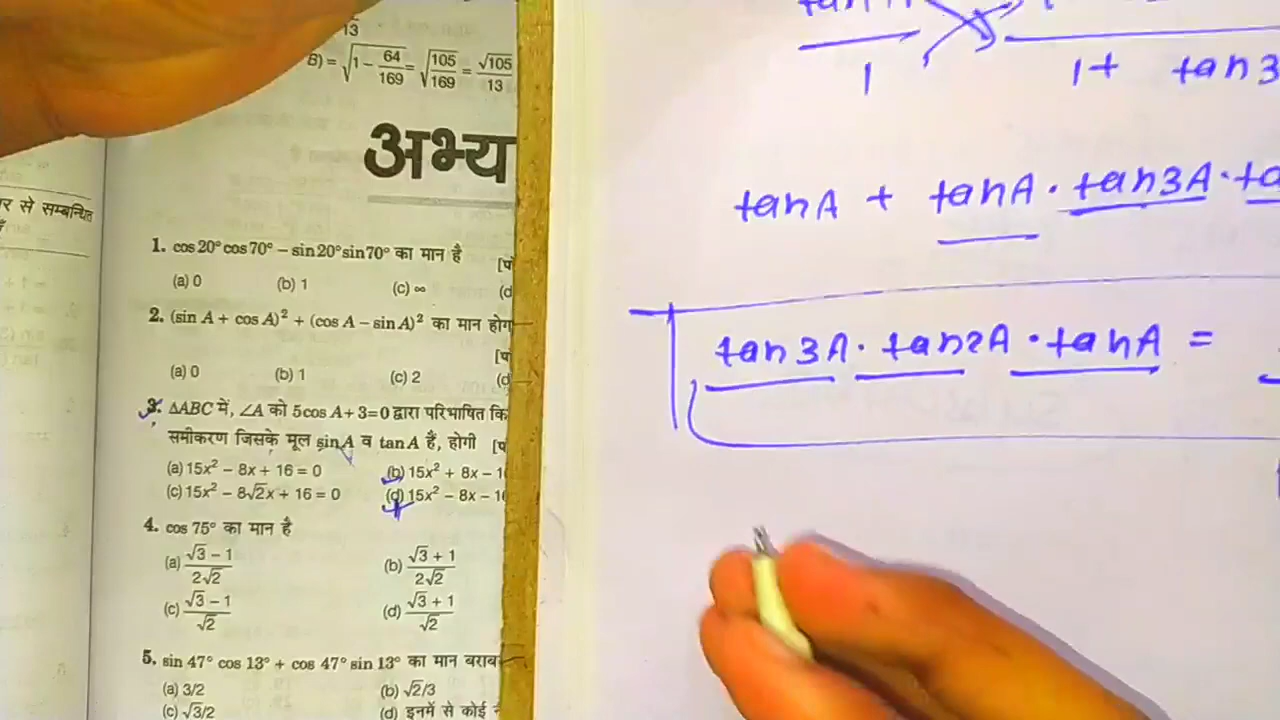 13
B) = √1 − 64/169 = √105/169 = √105/13
अभ्य
र से सम्बन्धित
1. cos 20° cos 70° − sin 20° sin 70° का मान है
(a) 0 (b) 1 (c) ∞ (d
2. (sin A + cos A)² + (cos A − sin A)² का मान होग
(a) 0 (b) 1 (c) 2 (d
3. ΔABC में, ∠A को 5 cos A + 3 = 0 द्वारा परिभाषित कि
समीकरण जिसके मूल sin A व tan A हैं, होगी
(a) 15x² − 8x + 16 = 0 (b) 15x² + 8x − 1
(c) 15x² − 8√2x + 16 = 0 (d) 15x² − 8x − 1
4. cos 75° का मान है
(a) √3 − 1/2√2 (b) √3 + 1/2√2
(c) √3 − 1/√2 (d) √3 + 1/√2
5. sin 47° cos 13° + cos 47° sin 13° का मान बराब
(a) 3/2 (b) √2/3
(c) √3/2 (d) इनमें से कोई
1 1 + tan3
tanA + tanA · tan3A · ta
tan3A · tan2A · tanA =